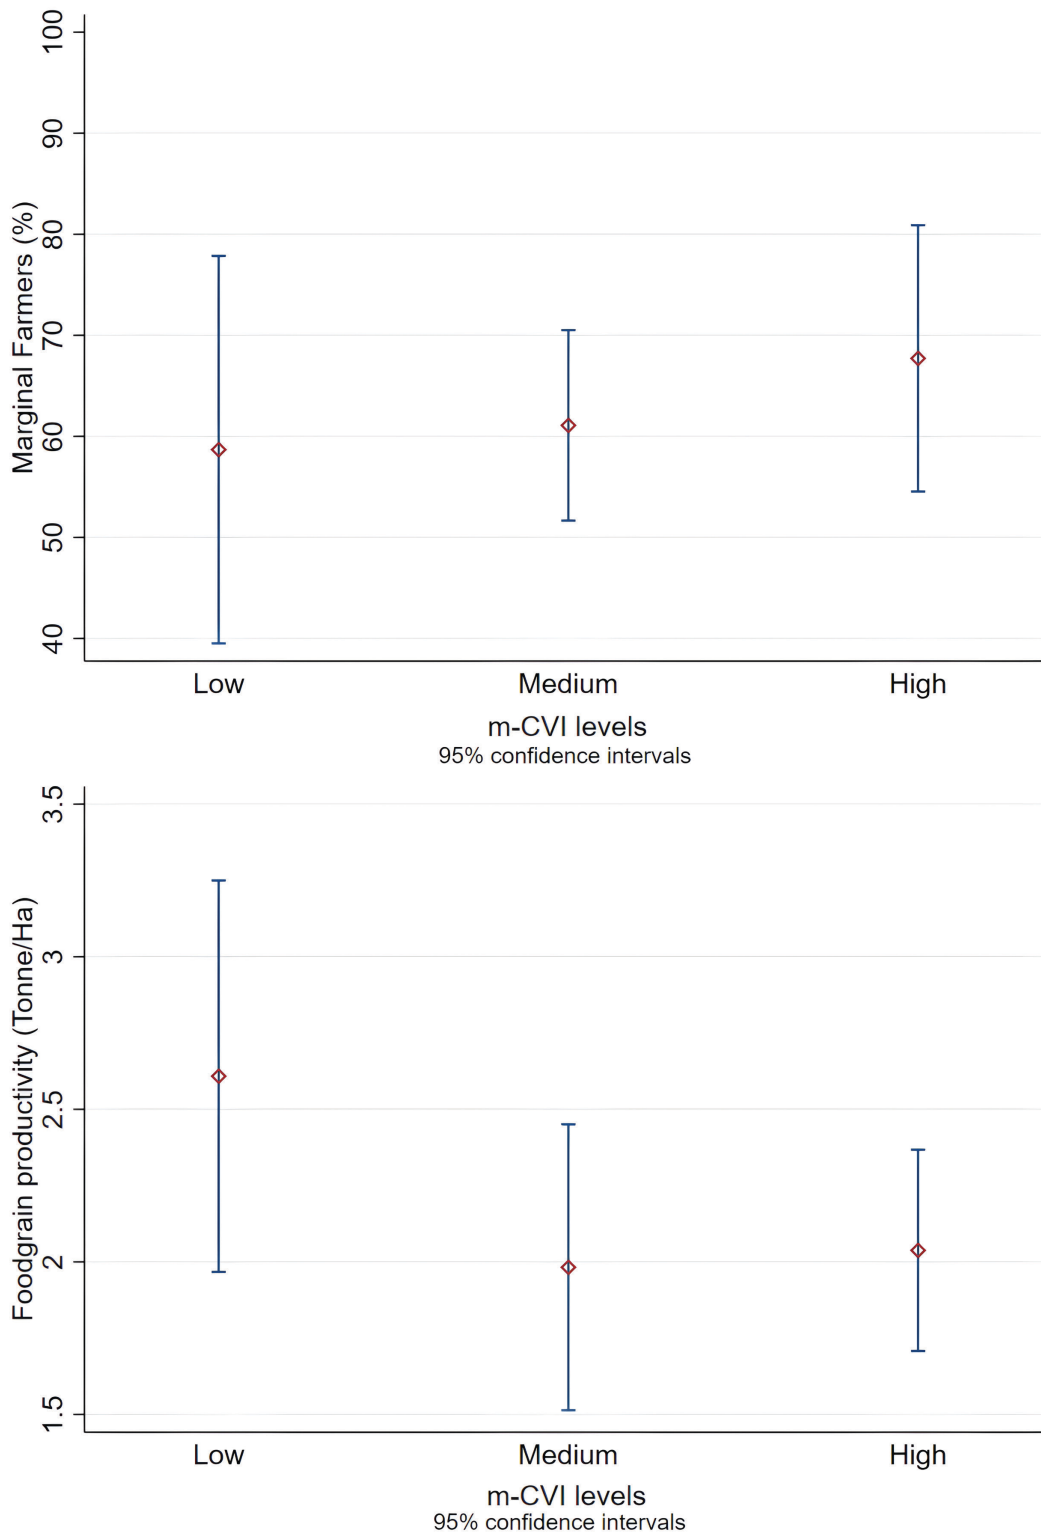 Marginal Farmers (%)
100
90
80
70
60
50
40
Low Medium High
m-CVI levels
95% confidence intervals
Foodgrain productivity (Tonne/Ha)
3.5
3
2.5
2
1.5
Low Medium High
m-CVI levels
95% confidence intervals